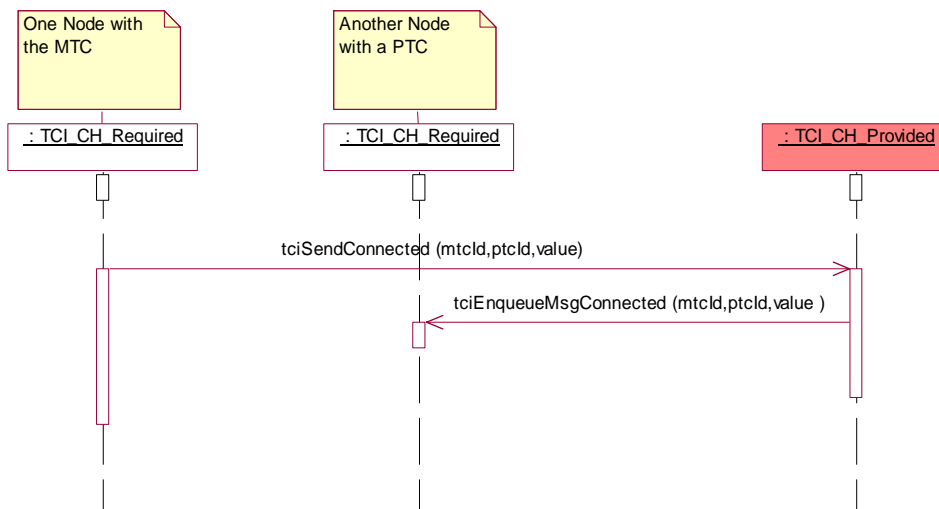 One Node with
the MTC
Another Node
with a PTC
: TCI_CH_Required
: TCI_CH_Required
: TCI_CH_Provided
tciSendConnected (mtcId,ptcId,value)
tciEnqueueMsgConnected (mtcId,ptcId,value )